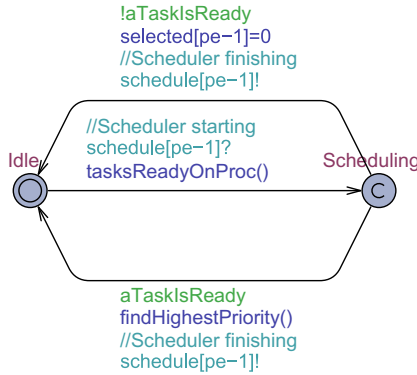 !aTaskIsReady
selected[pe−1]=0
//Scheduler finishing
schedule[pe−1]!
//Scheduler starting
Idle
schedule[pe−1]?
Scheduling
tasksReadyOnProc()
C
aTaskIsReady
findHighestPriority()
//Scheduler finishing
schedule[pe−1]!